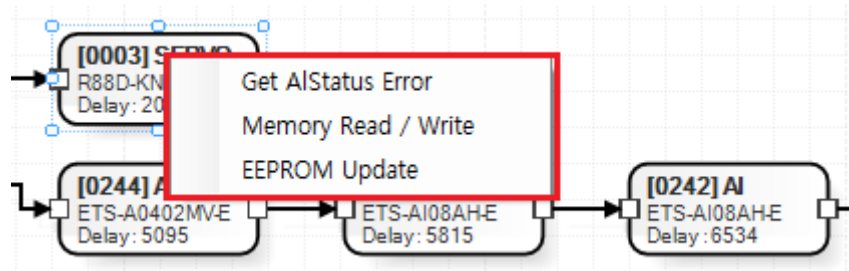 [0003] SERVO
R88D-KN
Delay: 20
Get AlStatus Error
Memory Read / Write
EEPROM Update
[0244] A
ETS-A0402MV-E
Delay: 5095
ETS-AI08AH-E
Delay: 5815
[0242] AI
ETS-AI08AH-E
Delay: 6534